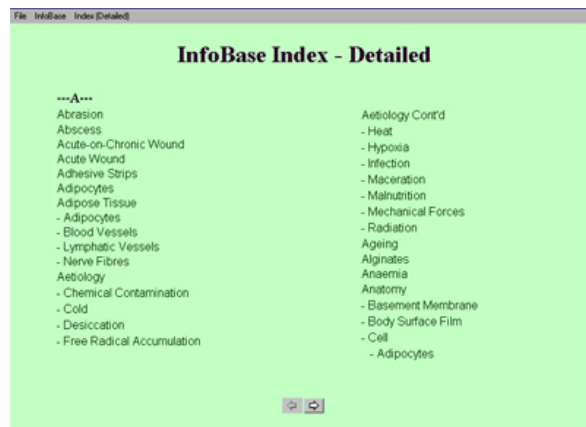 File InfoBase Index (Detailed)
InfoBase Index - Detailed
---A---
Abrasion
Abscess
Acute-on-Chronic Wound
Acute Wound
Adhesive Strips
Adipocytes
Adipose Tissue
- Adipocytes
- Blood Vessels
- Lymphatic Vessels
- Nerve Fibres
Aetiology
- Chemical Contamination
- Cold
- Desiccation
- Free Radical Accumulation
Aetiology Cont'd
- Heat
- Hypoxia
- Infection
- Maceration
- Malnutrition
- Mechanical Forces
- Radiation
Ageing
Alginates
Anaemia
Anatomy
- Basement Membrane
- Body Surface Film
- Cell
- Adipocytes